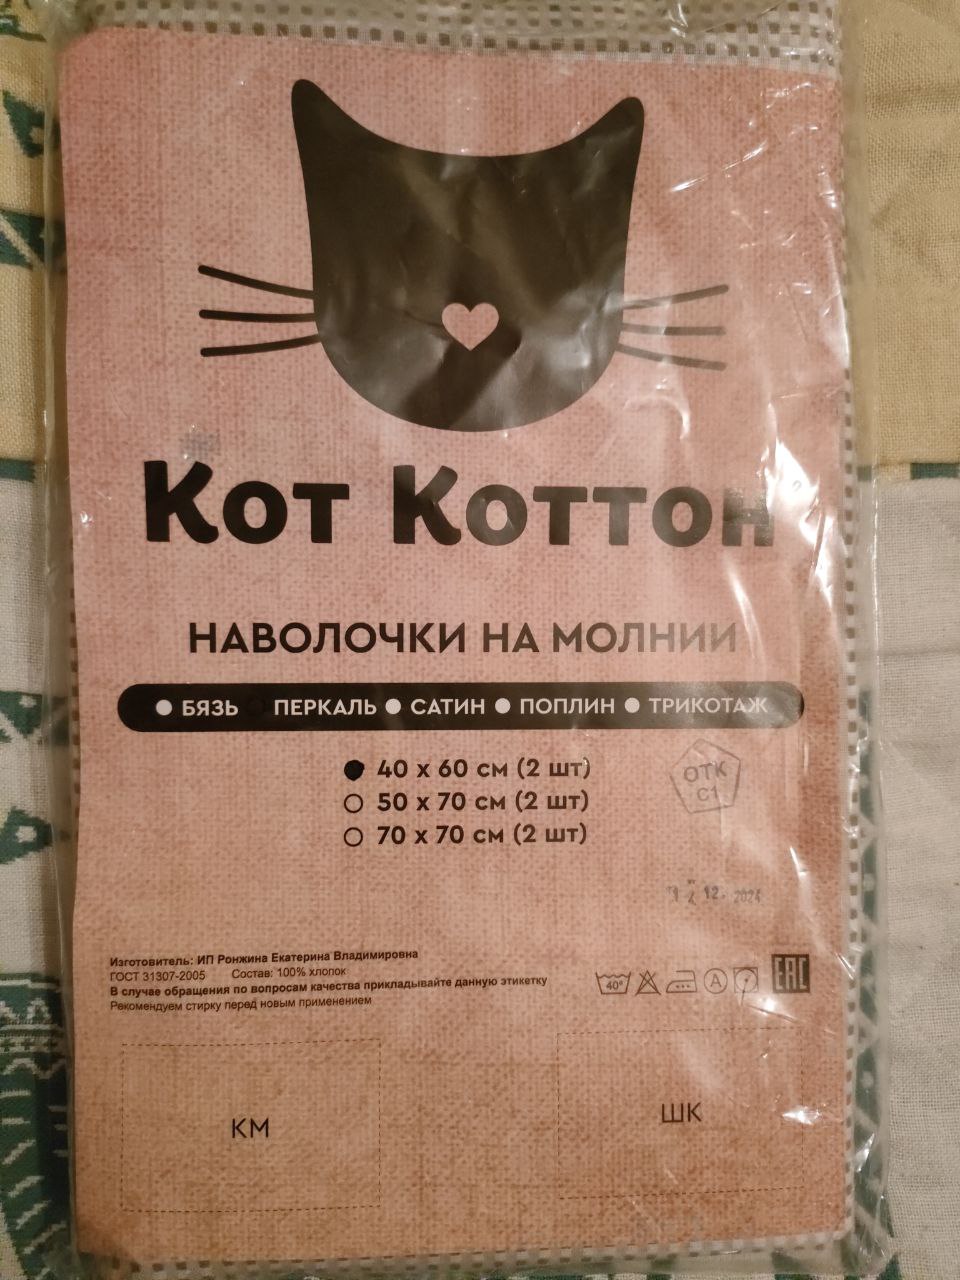 Кот Коттон
НАВОЛОЧКИ НА МОЛНИИ
БЯЗЬ ПЕРКАЛЬ САТИН ПОПЛИН ТРИКОТАЖ
40 х 60 см (2 шт)
50 х 70 см (2 шт)
70 х 70 см (2 шт)
ОТК
С1
12. 2024
Изготовитель: ИП Ронжина Екатерина Владимировна
ГОСТ 31307-2005 Состав: 100% хлопок
В случае обращения по вопросам качества прикладывайте данную этикетку
Рекомендуем стирку перед новым применением
40° А EAC
КМ
ШК